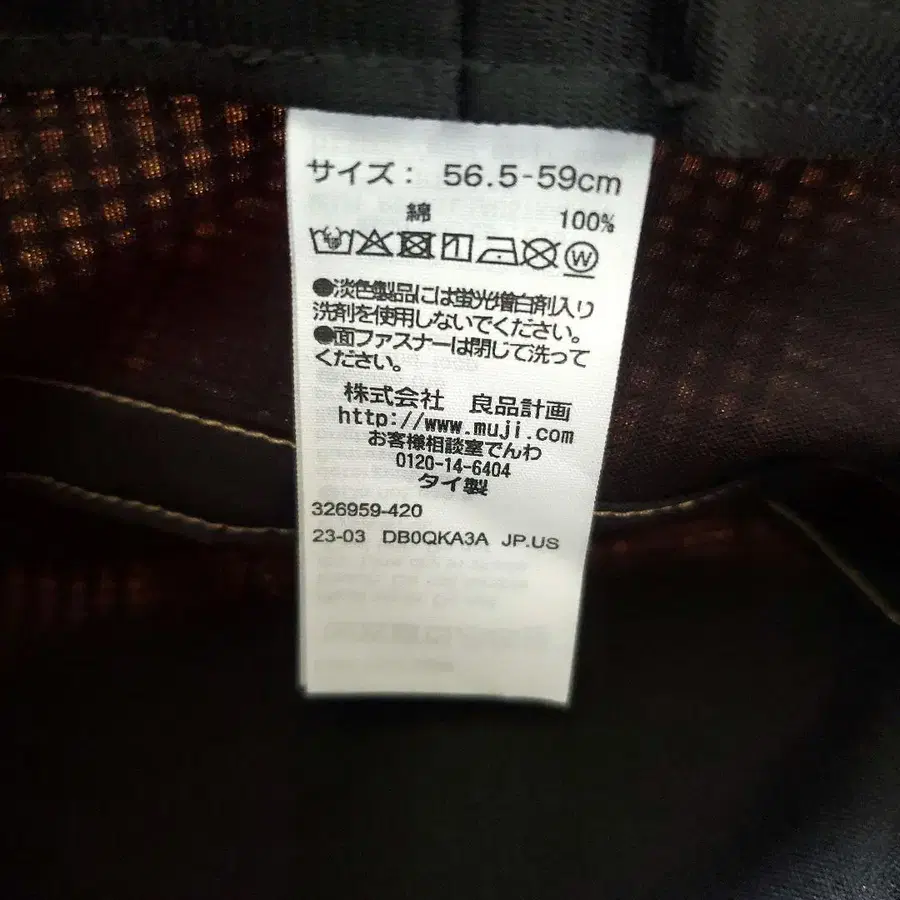 サイズ： 56.5-59cm
綿 100%
W
●淡色製品には蛍光増白剤入り
洗剤を使用しないでください。
●面ファスナーは閉じて洗って
ください。
株式会社 良品計画
http://www.muji.com
お客様相談室でんわ
0120-14-6404
タイ製
326959-420
23-03 DB0QKA3A JP.US